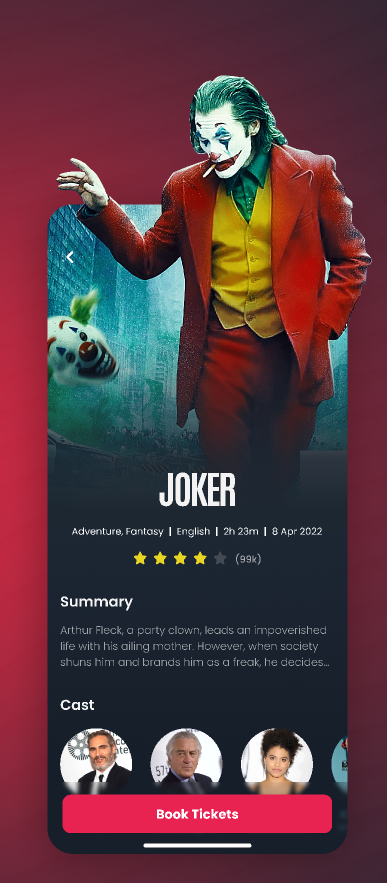 JOKER
Adventure, Fantasy | English | 2h 23m | 8 Apr 2022
(99k)
Summary
Arthur Fleck, a party clown, leads an impoverished
life with his ailing mother. However, when society
shuns him and brands him as a freak, he decides...
Cast
Book Tickets